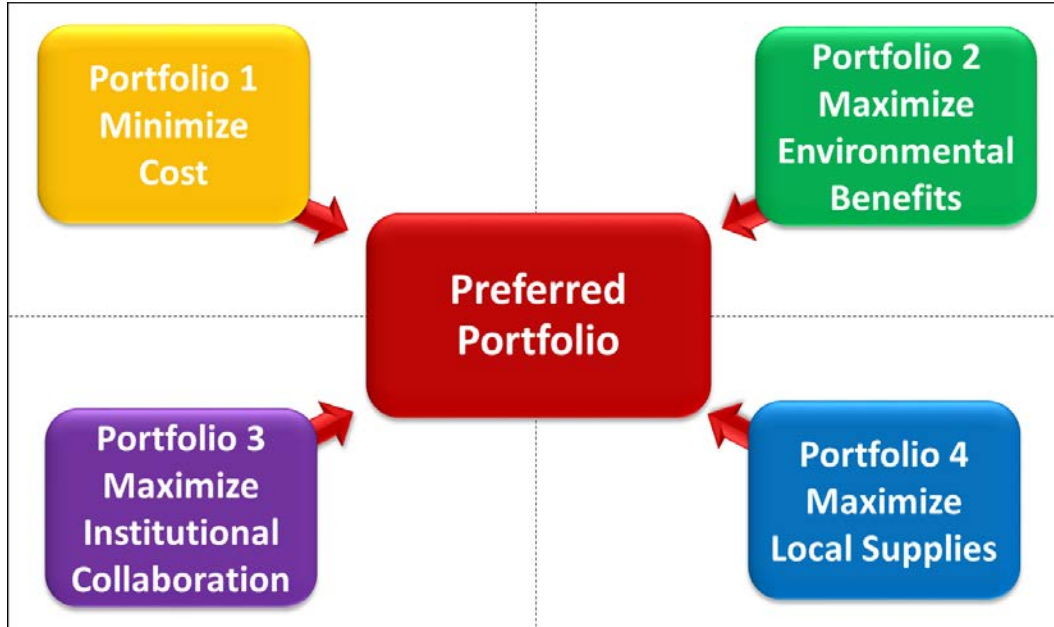 Portfolio 1
Minimize
Cost
Portfolio 2
Maximize
Environmental
Benefits
Preferred
Portfolio
Portfolio 3
Maximize
Institutional
Collaboration
Portfolio 4
Maximize
Local Supplies